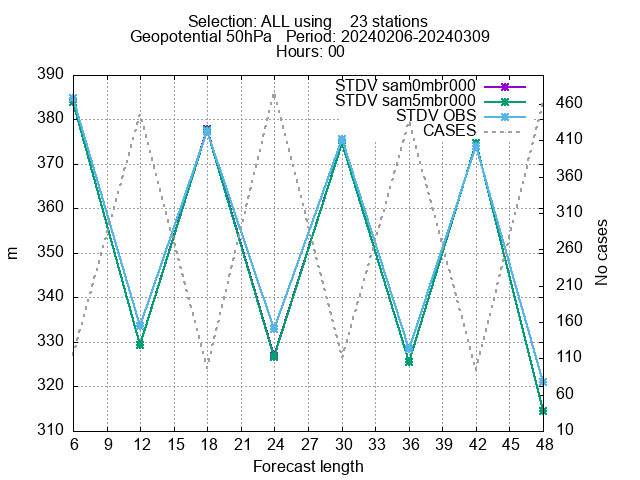 Selection: ALL using    23 stations
Geopotential 50hPa   Period: 20240206-20240309
Hours: 00
390
380
370
360
350
340
330
320
310
m
STDV sam0mbr000
STDV sam5mbr000
STDV OBS
CASES
460
410
360
310
260
210
160
110
60
10
No cases
6 9 12 15 18 21 24 27 30 33 36 39 42 45 48
Forecast length